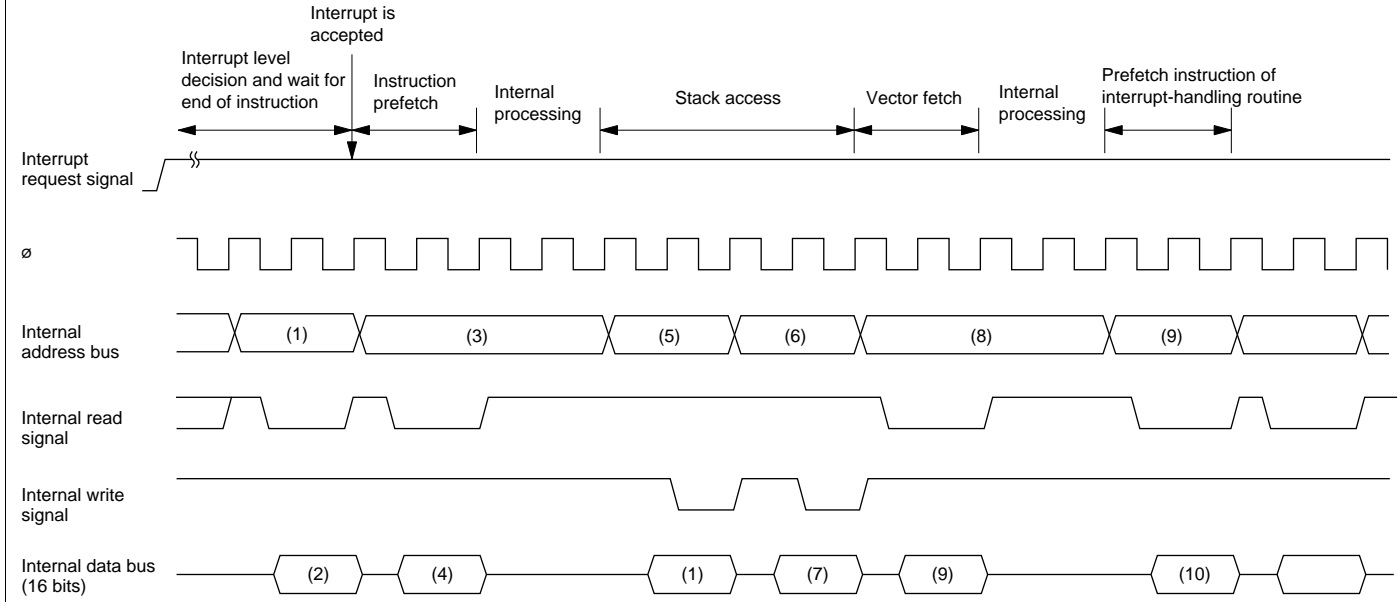 Interrupt is
accepted
Interrupt level
decision and wait for
end of instruction
Instruction
prefetch
Internal
processing
Stack access
Vector fetch
Internal
processing
Prefetch instruction of
interrupt-handling routine
Interrupt
request signal
ø
Internal
address bus
(1)
(3)
(5)
(6)
(8)
(9)
Internal read
signal
Internal write
signal
Internal data bus
(16 bits)
(2)
(4)
(1)
(7)
(9)
(10)